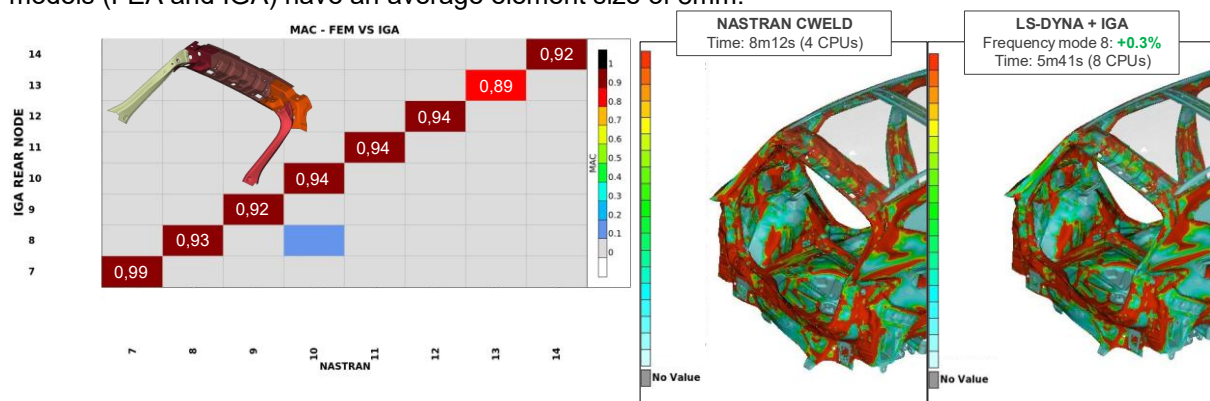 models (FEA and IGA) have an average element size of 5mm.
MAC - FEM VS IGA
14
13
12
11
10
9
8
7
IGA REAR NODE
0,92
0,89
0,94
0,94
0,94
0,92
0,93
0,99
1
0.9
0.8
0.7
0.6
0.5
0.4
0.3
0.2
0.1
0
MAC
7
8
9
10
11
12
13
14
NASTRAN
NASTRAN CWELD
Time: 8m12s (4 CPUs)
No Value
LS-DYNA + IGA
Frequency mode 8: +0.3%
Time: 5m41s (8 CPUs)
No Value